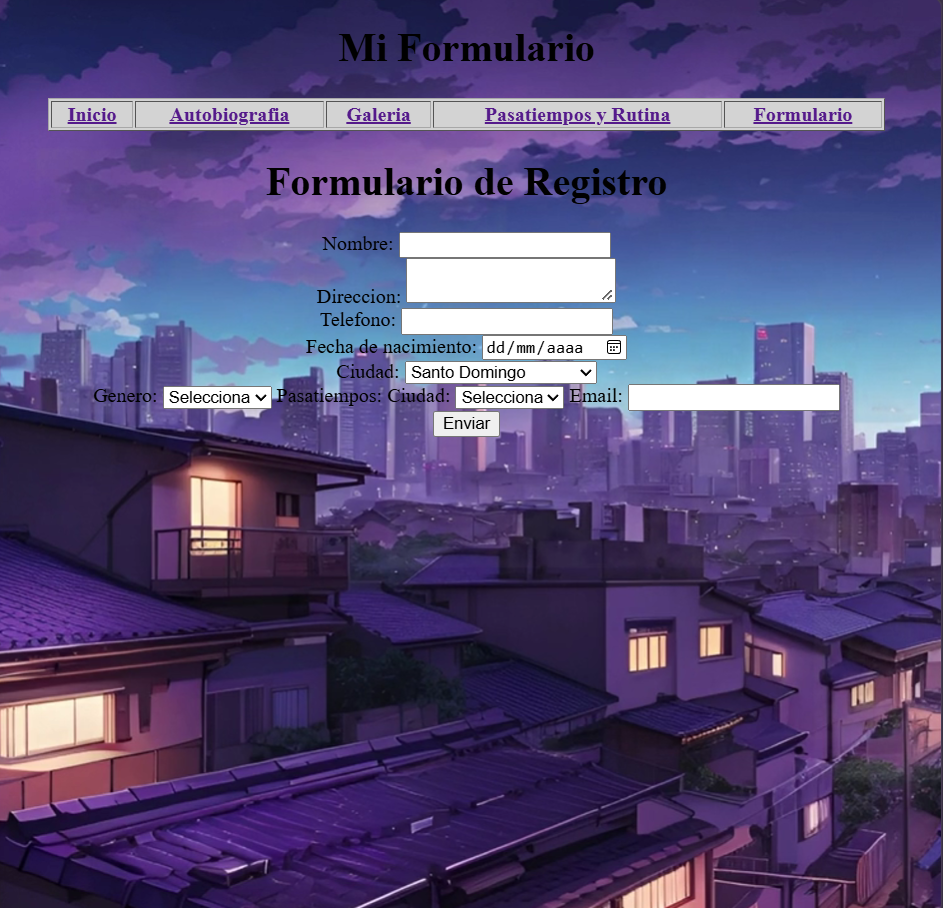 Mi Formulario
Inicio Autobiografia Galeria Pasatiempos y Rutina Formulario
Formulario de Registro
Nombre:
Direccion:
Telefono:
Fecha de nacimiento: dd/mm/aaaa
Ciudad: Santo Domingo
Genero: Selecciona Pasatiempos: Ciudad: Selecciona Email:
Enviar